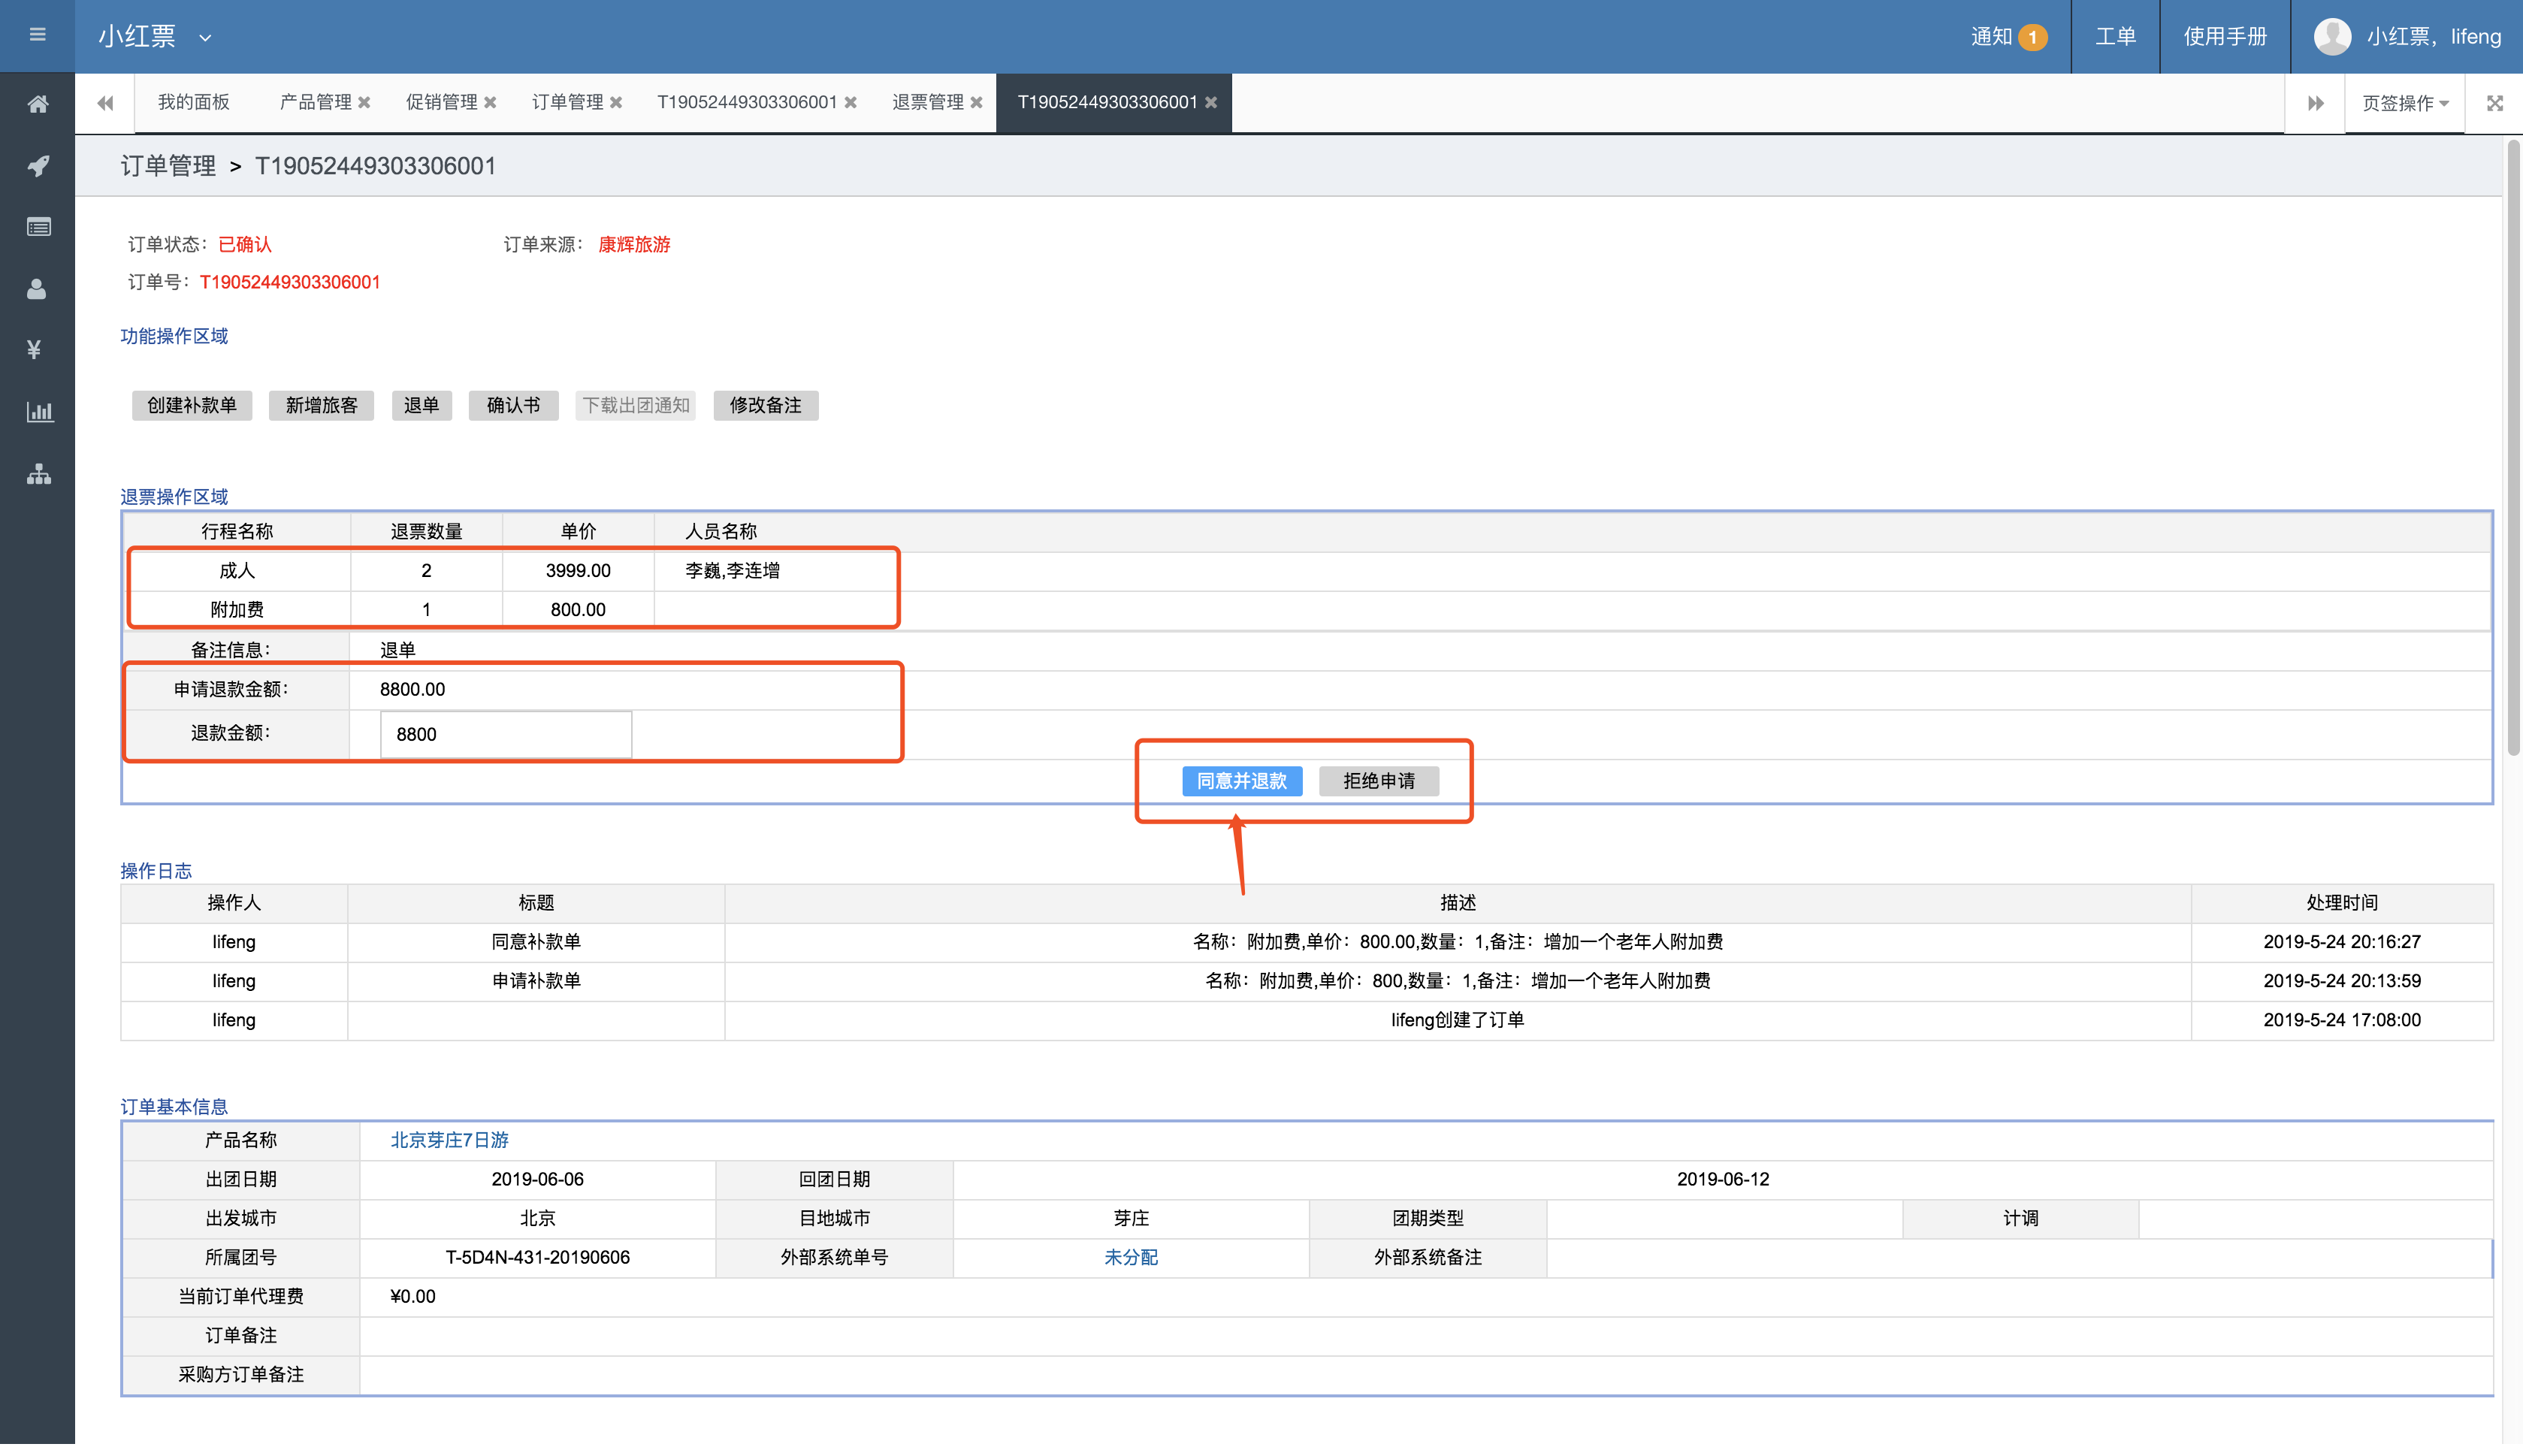 小红票 通知 1 工单 使用手册 小红票，lifeng
我的面板 产品管理 促销管理 订单管理 T19052449303306001 退票管理 T19052449303306001 页签操作
订单管理 > T19052449303306001
订单状态：已确认 订单来源：康辉旅游
订单号：T19052449303306001
功能操作区域
创建补款单 新增旅客 退单 确认书 下载出团通知 修改备注
退票操作区域
行程名称 退票数量 单价 人员名称
成人 2 3999.00 李巍,李连增
附加费 1 800.00
备注信息： 退单
申请退款金额： 8800.00
退款金额： 8800
同意并退款 拒绝申请
操作日志
操作人 标题 描述 处理时间
lifeng 同意补款单 名称：附加费,单价：800.00,数量：1,备注：增加一个老年人附加费 2019-5-24 20:16:27
lifeng 申请补款单 名称：附加费,单价：800,数量：1,备注：增加一个老年人附加费 2019-5-24 20:13:59
lifeng lifeng创建了订单 2019-5-24 17:08:00
订单基本信息
产品名称 北京芽庄7日游
出团日期 2019-06-06 回团日期 2019-06-12
出发城市 北京 目地城市 芽庄 团期类型 计调
所属团号 T-5D4N-431-20190606 外部系统单号 未分配 外部系统备注
当前订单代理费 ¥0.00
订单备注
采购方订单备注